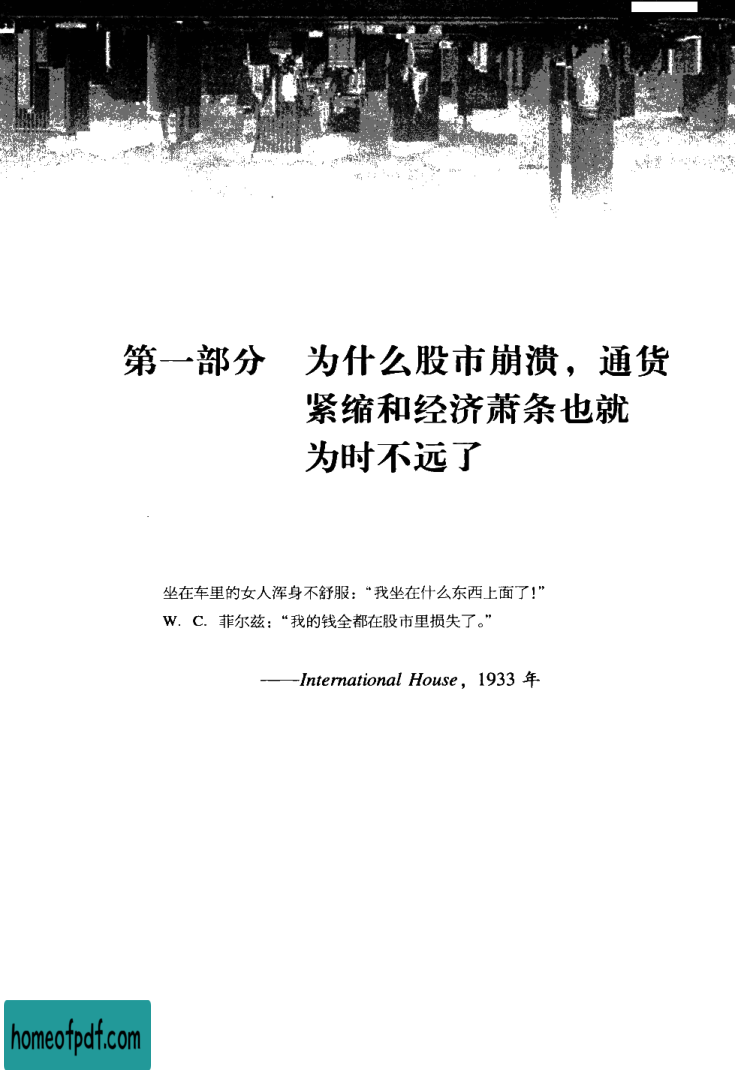 第一部分 为什么股市崩溃，通货
紧缩和经济萧条也就
为时不远了
坐在车里的女人浑身不舒服：“我坐在什么东西上面了！”
W. C. 菲尔兹：“我的钱全都在股市里损失了。”
——International House，1933 年
homeofpdf.com